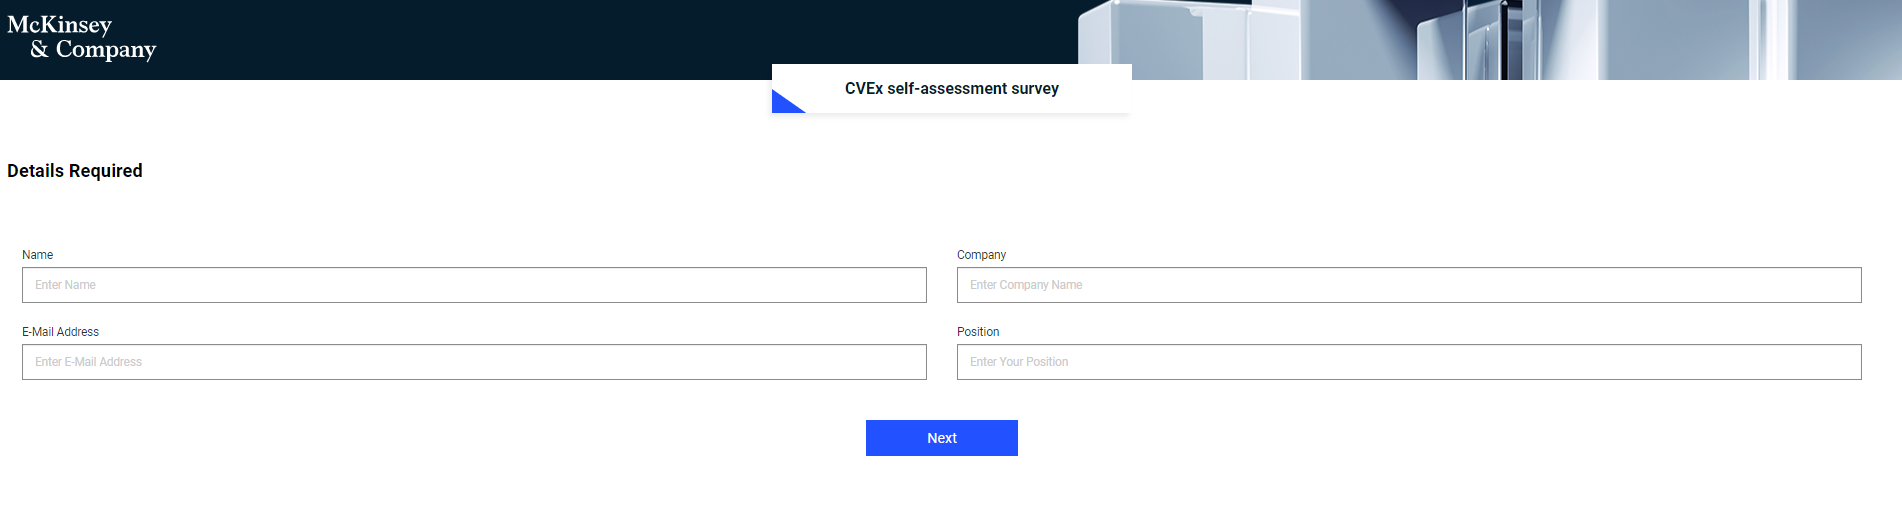 McKinsey
& Company
CVEx self-assessment survey
Details Required
Name
Company
Enter Name
Enter Company Name
E-Mail Address
Position
Enter E-Mail Address
Enter Your Position
Next